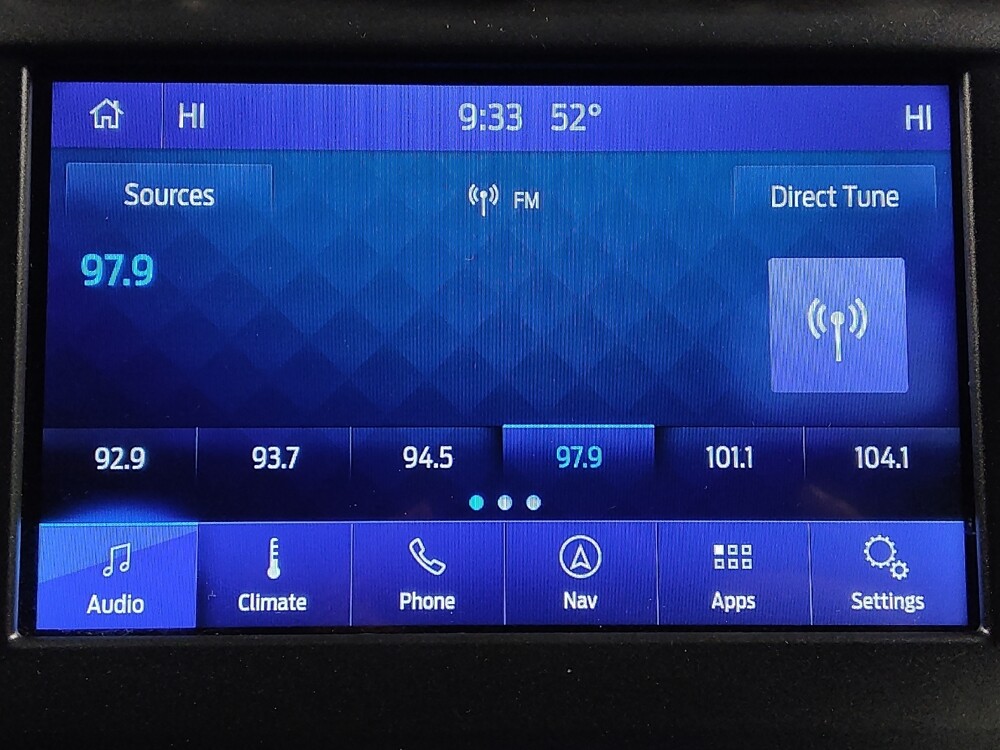 HI 9:33 52° HI
Sources FM Direct Tune
97.9
92.9 93.7 94.5 97.9 101.1 104.1
Audio Climate Phone Nav Apps Settings